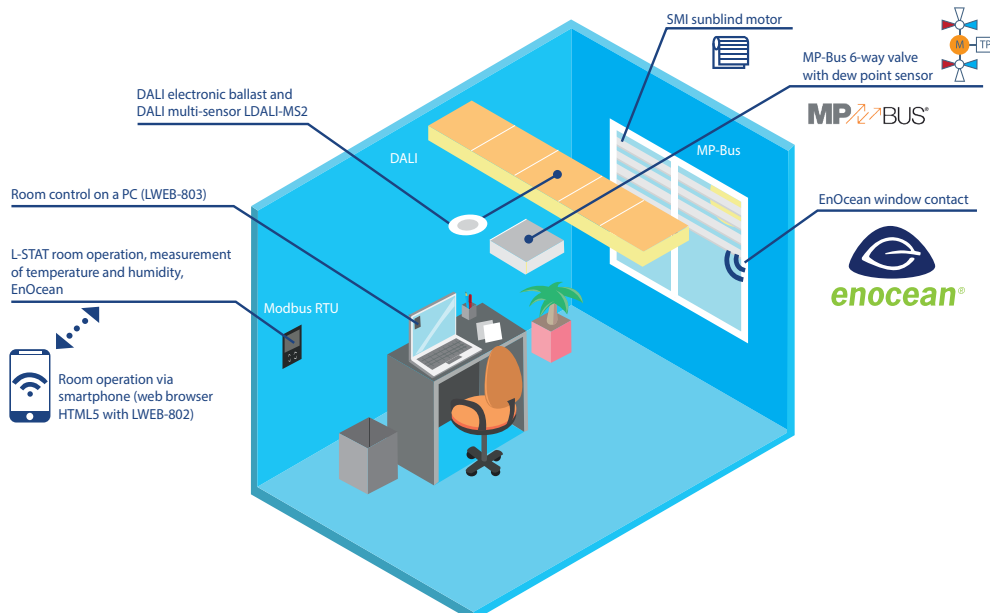 SMI sunblind motor
M
TP
MP-Bus 6-way valve
with dew point sensor
MP BUS®
DALI electronic ballast and
DALI multi-sensor LDALI-MS2
DALI
MP-Bus
Room control on a PC (LWEB-803)
EnOcean window contact
enocean®
L-STAT room operation, measurement
of temperature and humidity,
EnOcean
Modbus RTU
Room operation via
smartphone (web browser
HTML5 with LWEB-802)